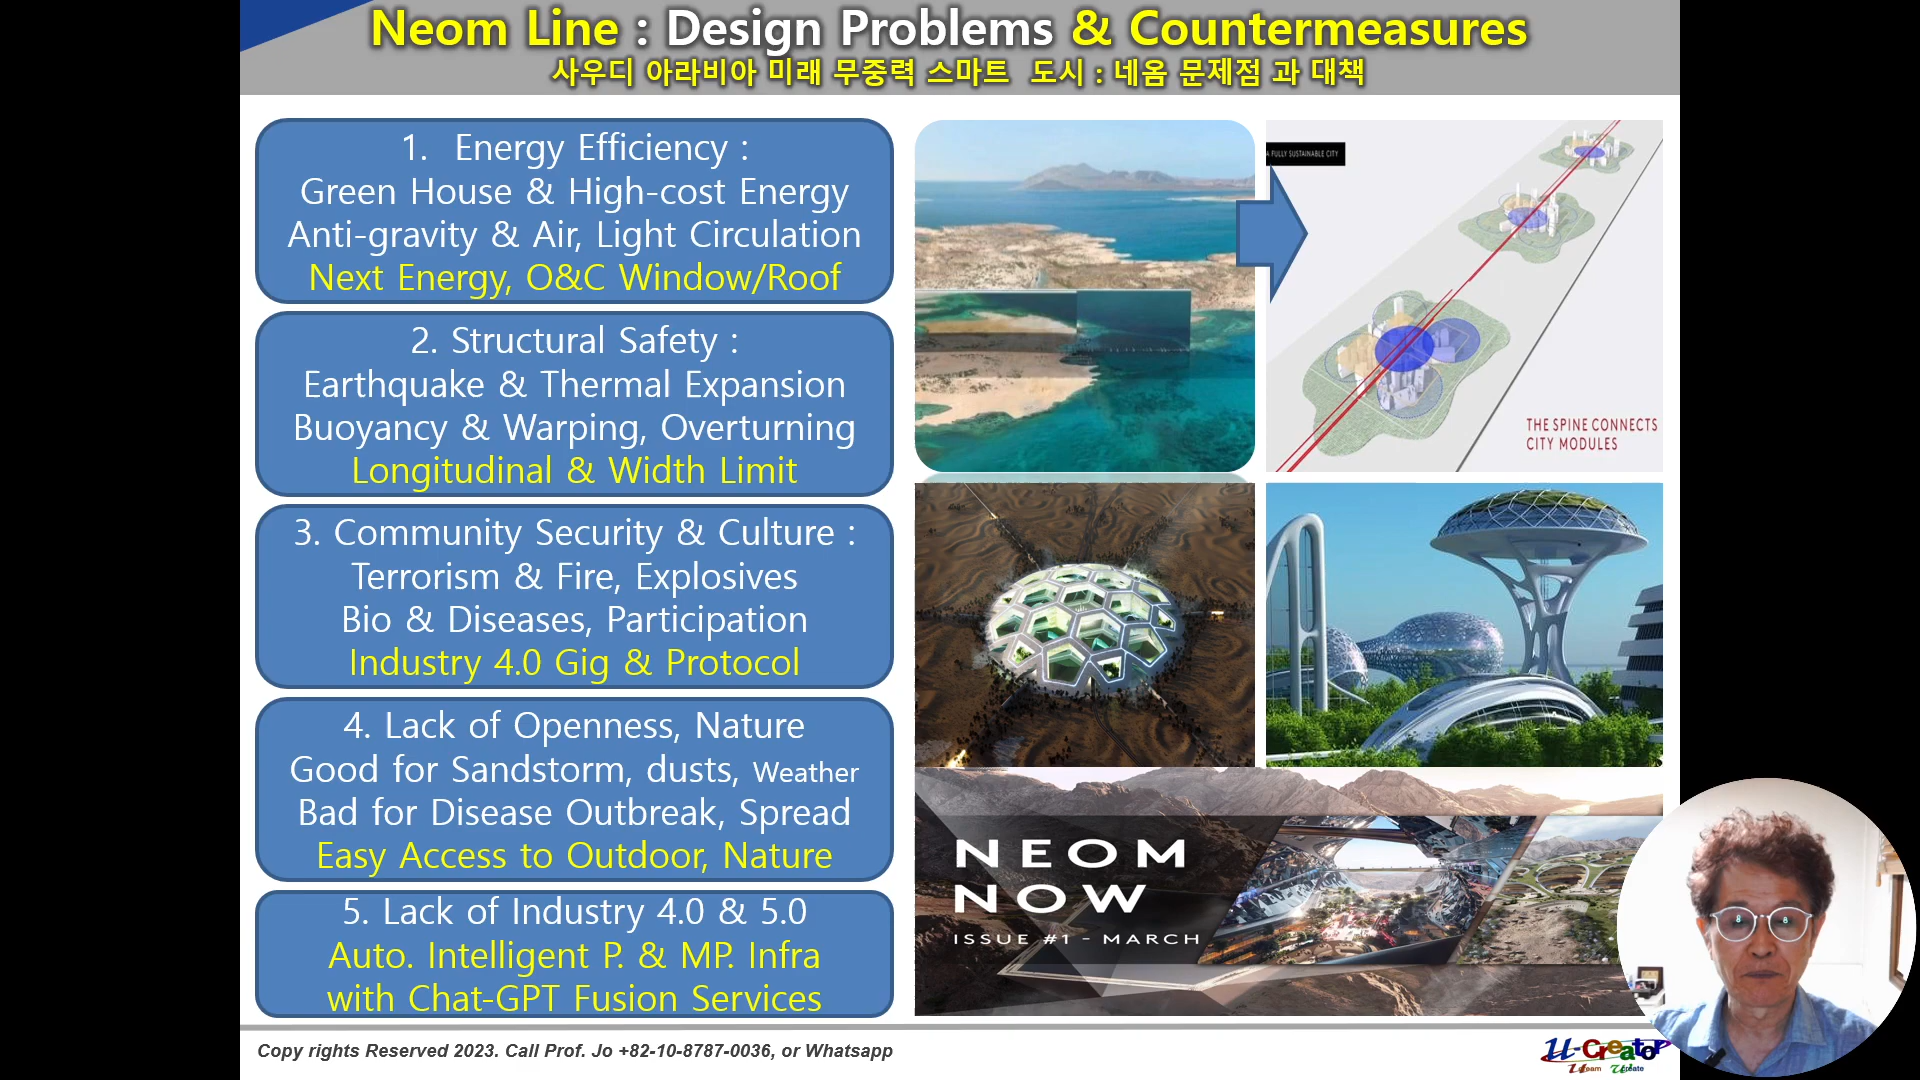 Neom Line : Design Problems & Countermeasures
사우디 아라비아 미래 무중력 스마트 도시 : 네옴 문제점 과 대책
1. Energy Efficiency :
Green House & High-cost Energy
Anti-gravity & Air, Light Circulation
Next Energy, O&C Window/Roof
2. Structural Safety :
Earthquake & Thermal Expansion
Buoyancy & Warping, Overturning
Longitudinal & Width Limit
3. Community Security & Culture :
Terrorism & Fire, Explosives
Bio & Diseases, Participation
Industry 4.0 Gig & Protocol
4. Lack of Openness, Nature
Good for Sandstorm, dusts, Weather
Bad for Disease Outbreak, Spread
Easy Access to Outdoor, Nature
5. Lack of Industry 4.0 & 5.0
Auto. Intelligent P. & MP. Infra
with Chat-GPT Fusion Services
A FULLY SUSTAINABLE CITY
THE SPINE CONNECTS
CITY MODULES
NEOM
NOW
ISSUE #1 - MARCH
Copy rights Reserved 2023. Call Prof. Jo +82-10-8787-0036, or Whatsapp
U-Creator